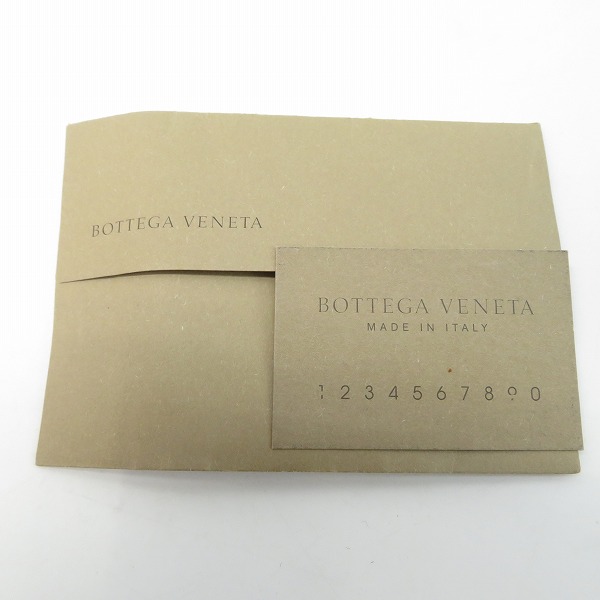 BOTTEGA VENETA
BOTTEGA VENETA
MADE IN ITALY
1 2 3 4 5 6 7 8 9 0